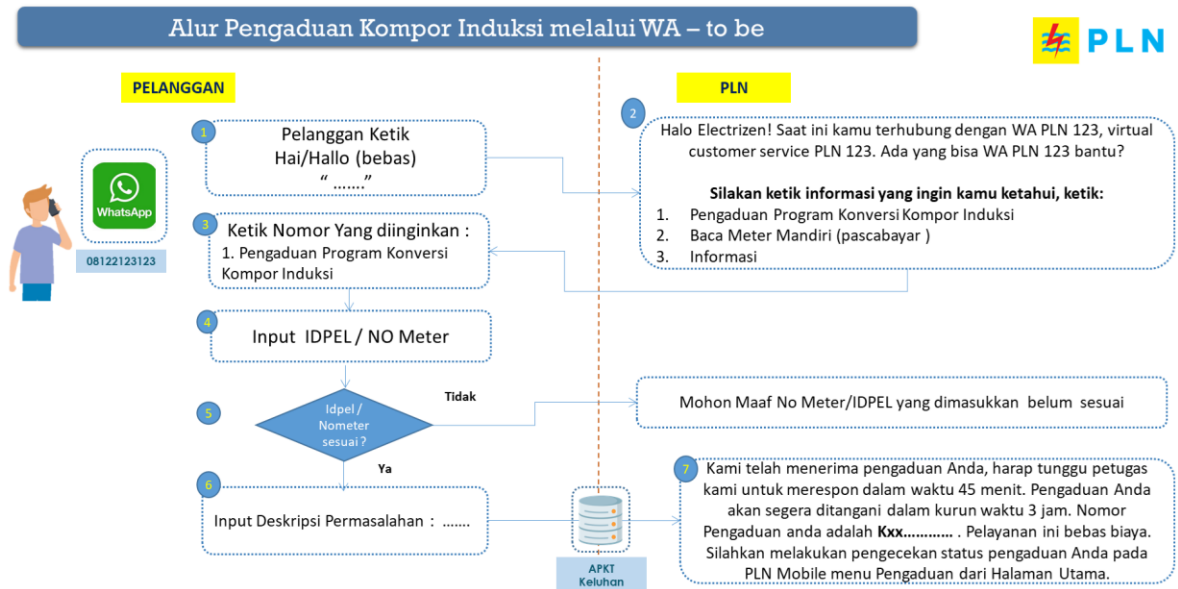 Alur Pengaduan Kompor Induksi melalui WA – to be
PLN
PELANGGAN
PLN
1
Pelanggan Ketik
Hai/Hallo (bebas)
“ …….”
2
Halo Electrizen! Saat ini kamu terhubung dengan WA PLN 123, virtual
customer service PLN 123. Ada yang bisa WA PLN 123 bantu?
Silakan ketik informasi yang ingin kamu ketahui, ketik:
1. Pengaduan Program Konversi Kompor Induksi
2. Baca Meter Mandiri (pascabayar )
3. Informasi
WhatsApp
08122123123
3
Ketik Nomor Yang diinginkan :
1. Pengaduan Program Konversi
Kompor Induksi
4
Input IDPEL / NO Meter
5
Idpel /
Nometer
sesuai ?
Tidak
Mohon Maaf No Meter/IDPEL yang dimasukkan belum sesuai
Ya
6
Input Deskripsi Permasalahan : …….
APKT
Keluhan
7
Kami telah menerima pengaduan Anda, harap tunggu petugas
kami untuk merespon dalam waktu 45 menit. Pengaduan Anda
akan segera ditangani dalam kurun waktu 3 jam. Nomor
Pengaduan anda adalah Kxx………… . Pelayanan ini bebas biaya.
Silahkan melakukan pengecekan status pengaduan Anda pada
PLN Mobile menu Pengaduan dari Halaman Utama.